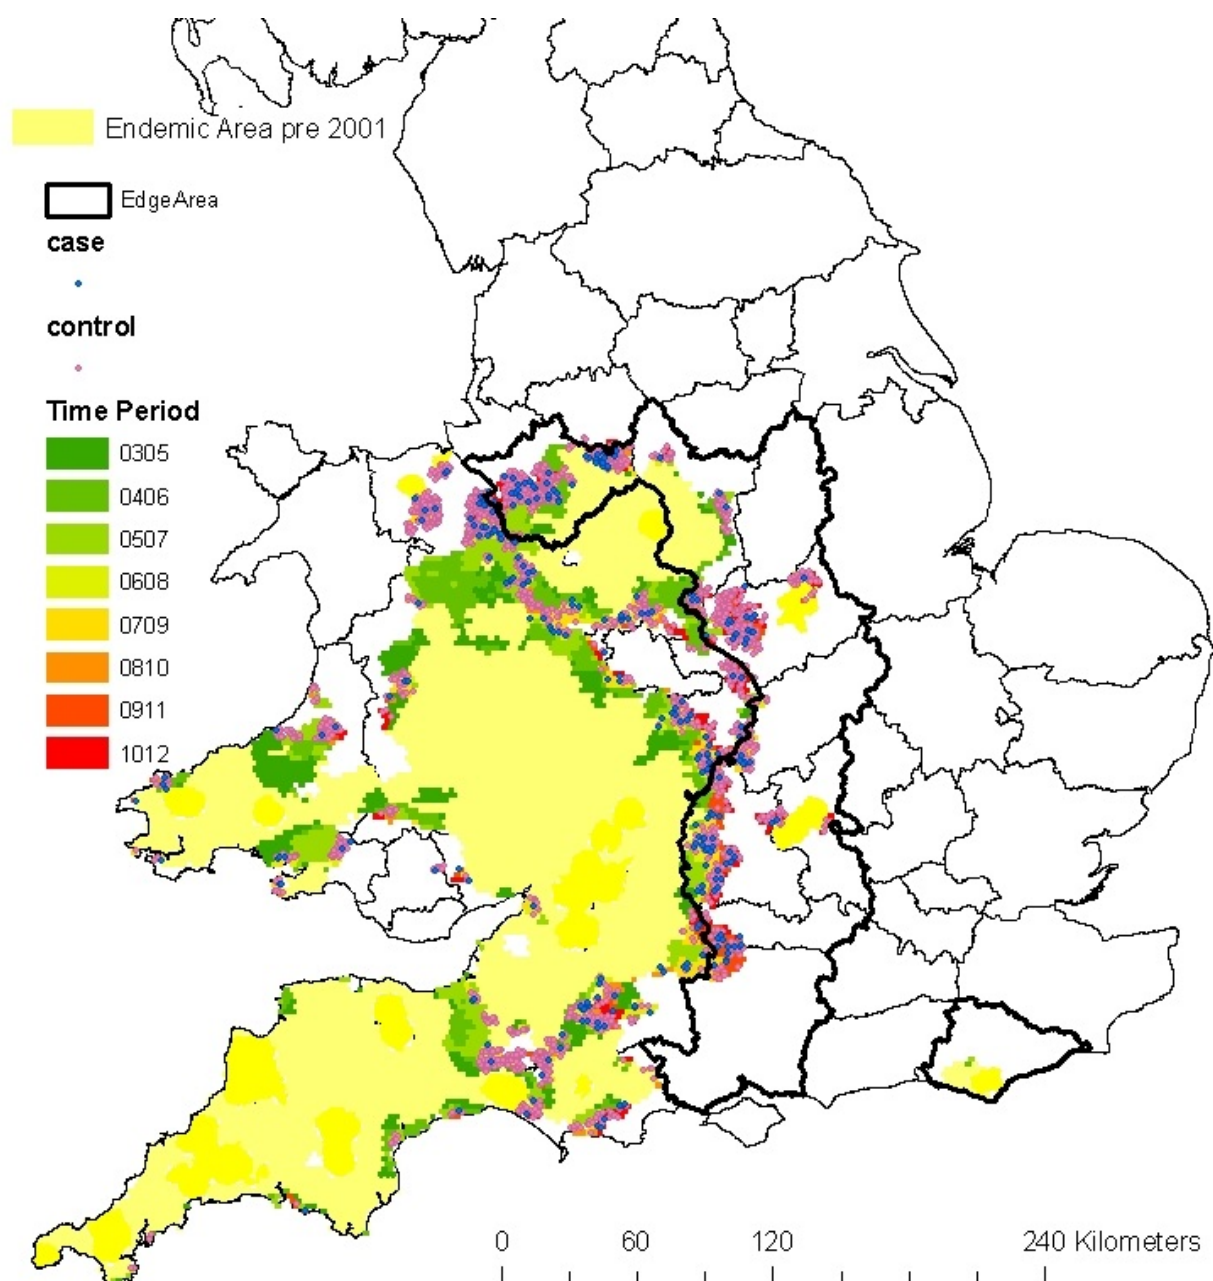 Endemic Area pre 2001
EdgeArea
case
control
Time Period
0305
0406
0507
0608
0709
0810
0911
1012
0 60 120 240 Kilometers